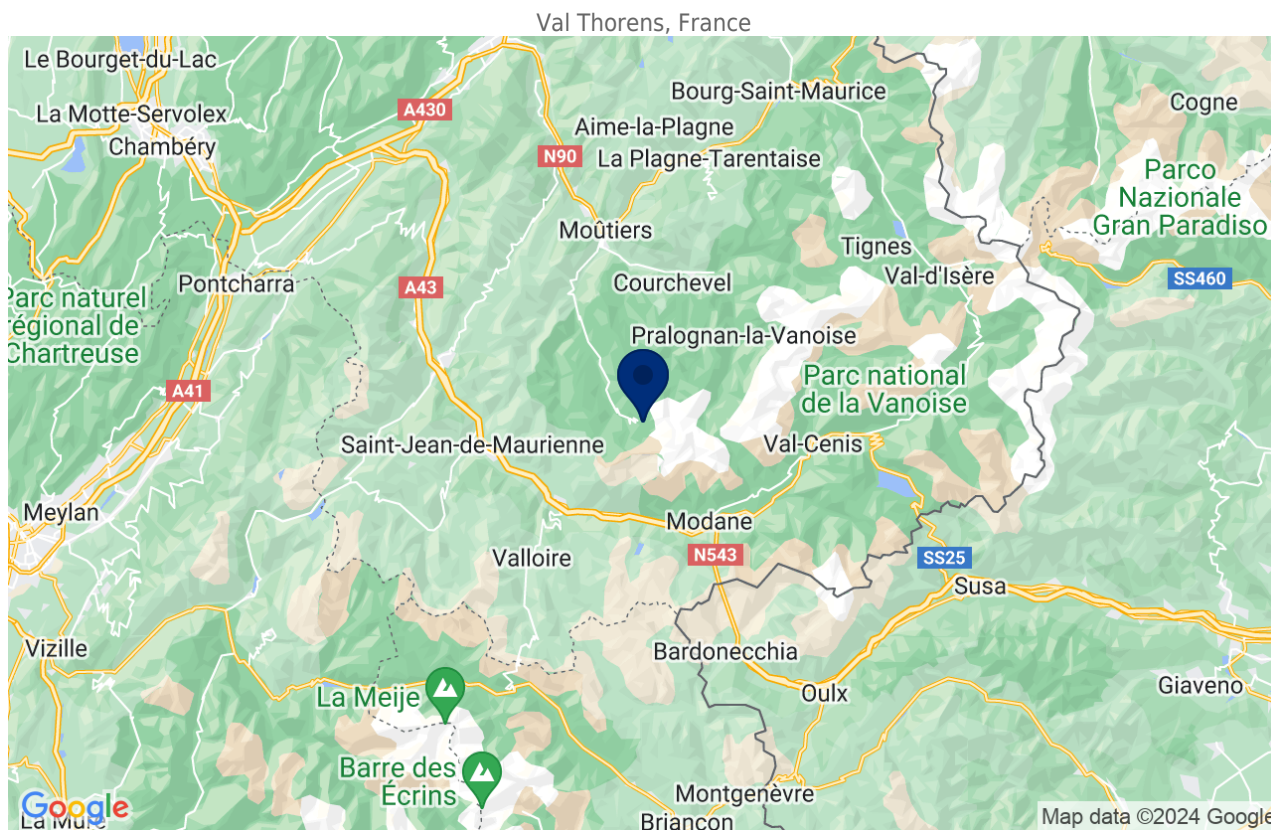 Val Thorens, France
Le Bourget-du-Lac
La Motte-Servolex
Chambéry
A430
Bourg-Saint-Maurice
Cogne
Aime-la-Plagne
N90
La Plagne-Tarentaise
Parco
Nazionale
Gran Paradiso
Moûtiers
Tignes
Val-d'Isère
SS460
Pontcharra
A43
Courchevel
Parc naturel
régional de
Chartreuse
Pralognan-la-Vanoise
A41
Parc national
de la Vanoise
Saint-Jean-de-Maurienne
Val-Cenis
Meylan
Modane
Valloire
N543
SS25
Susa
Vizille
Bardonecchia
La Meije
Oulx
Giaveno
Barre des
Écrins
Montgenèvre
Google
La Mure
Briançon
Map data ©2024 Google